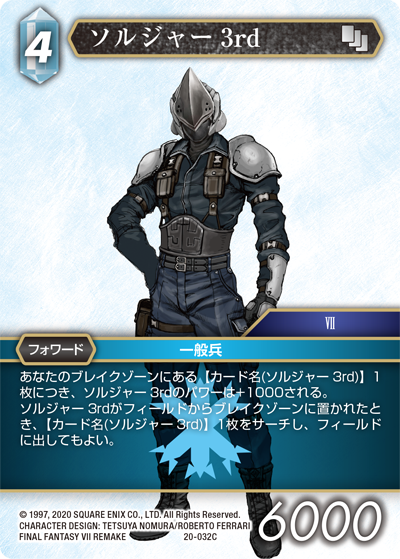 4
ソルジャー 3rd
VII
フォワード
一般兵
あなたのブレイクゾーンにある【カード名(ソルジャー 3rd)】1
枚につき、ソルジャー 3rdのパワーは+1000される。
ソルジャー 3rdがフィールドからブレイクゾーンに置かれたと
き、【カード名(ソルジャー 3rd)】1枚をサーチし、フィールド
に出してもよい。
© 1997, 2020 SQUARE ENIX CO., LTD. All Rights Reserved.
CHARACTER DESIGN: TETSUYA NOMURA/ROBERTO FERRARI
FINAL FANTASY VII REMAKE 20-032C
6000